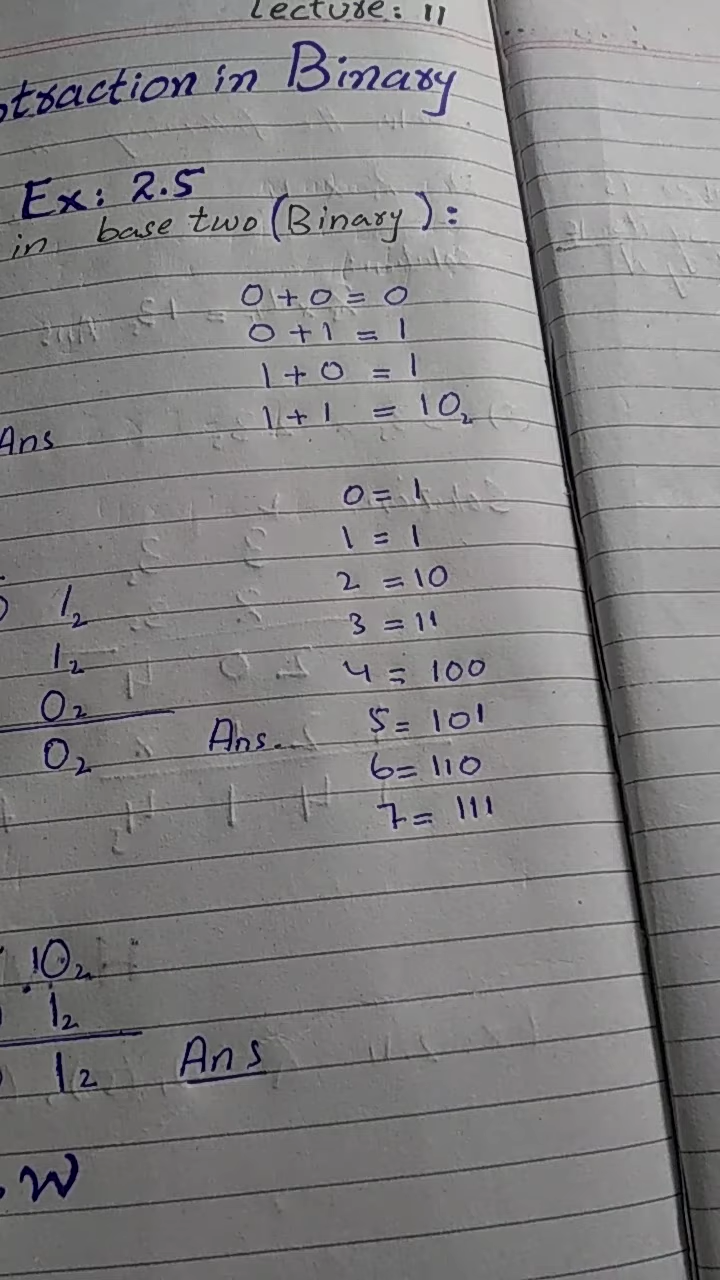 Lecture: 11
traction in Binary
Ex: 2.5
in base two (Binary):
0 + 0 = 0
0 + 1 = 1
1 + 0 = 1
1 + 1 = 10₂
Ans
0 = 1
1 = 1
2 = 10
1₂
3 = 11
1₂
4 = 100
0₂
5 = 101
0₂ Ans.
6 = 110
7 = 111
10₂
1₂
1₂ Ans
.W